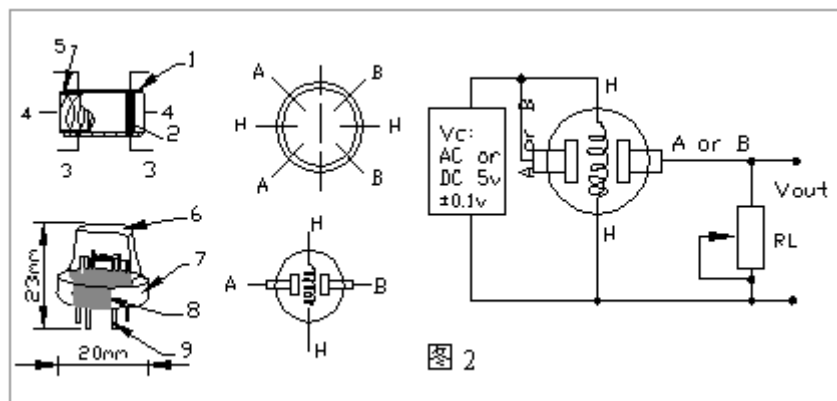 5
1
4
4
2
3
3
A
B
H
H
A
B
6
7
8
9
23mm
20mm
H
A
B
H
Vc:
AC or
DC 5v
±0.1v
A or B
H
H
A or B
Vout
RL
图 2